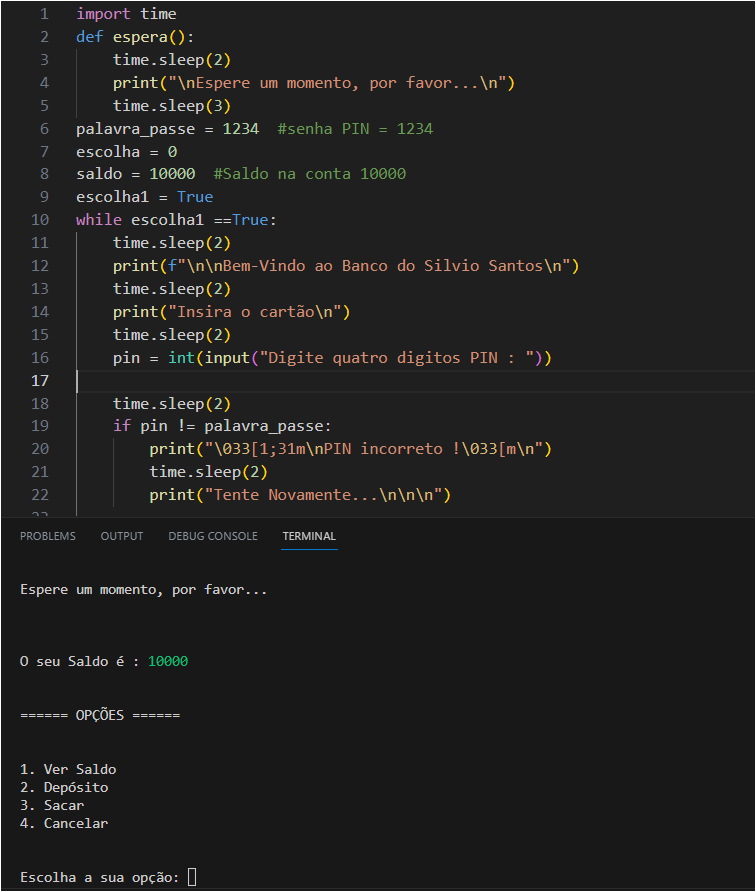 1 import time
2 def espera():
3 time.sleep(2)
4 print("\nEspere um momento, por favor...\n")
5 time.sleep(3)
6 palavra_passe = 1234 #senha PIN = 1234
7 escolha = 0
8 saldo = 10000 #Saldo na conta 10000
9 escolha1 = True
10 while escolha1 ==True:
11 time.sleep(2)
12 print(f"\n\nBem-Vindo ao Banco do Silvio Santos\n")
13 time.sleep(2)
14 print("Insira o cartão\n")
15 time.sleep(2)
16 pin = int(input("Digite quatro digitos PIN : "))
17
18 time.sleep(2)
19 if pin != palavra_passe:
20 print("\033[1;31m\nPIN incorreto !\033[m\n")
21 time.sleep(2)
22 print("Tente Novamente...\n\n\n")
PROBLEMS OUTPUT DEBUG CONSOLE TERMINAL
Espere um momento, por favor...
O seu Saldo é : 10000
====== OPÇÕES ======
1. Ver Saldo
2. Depósito
3. Sacar
4. Cancelar
Escolha a sua opção: